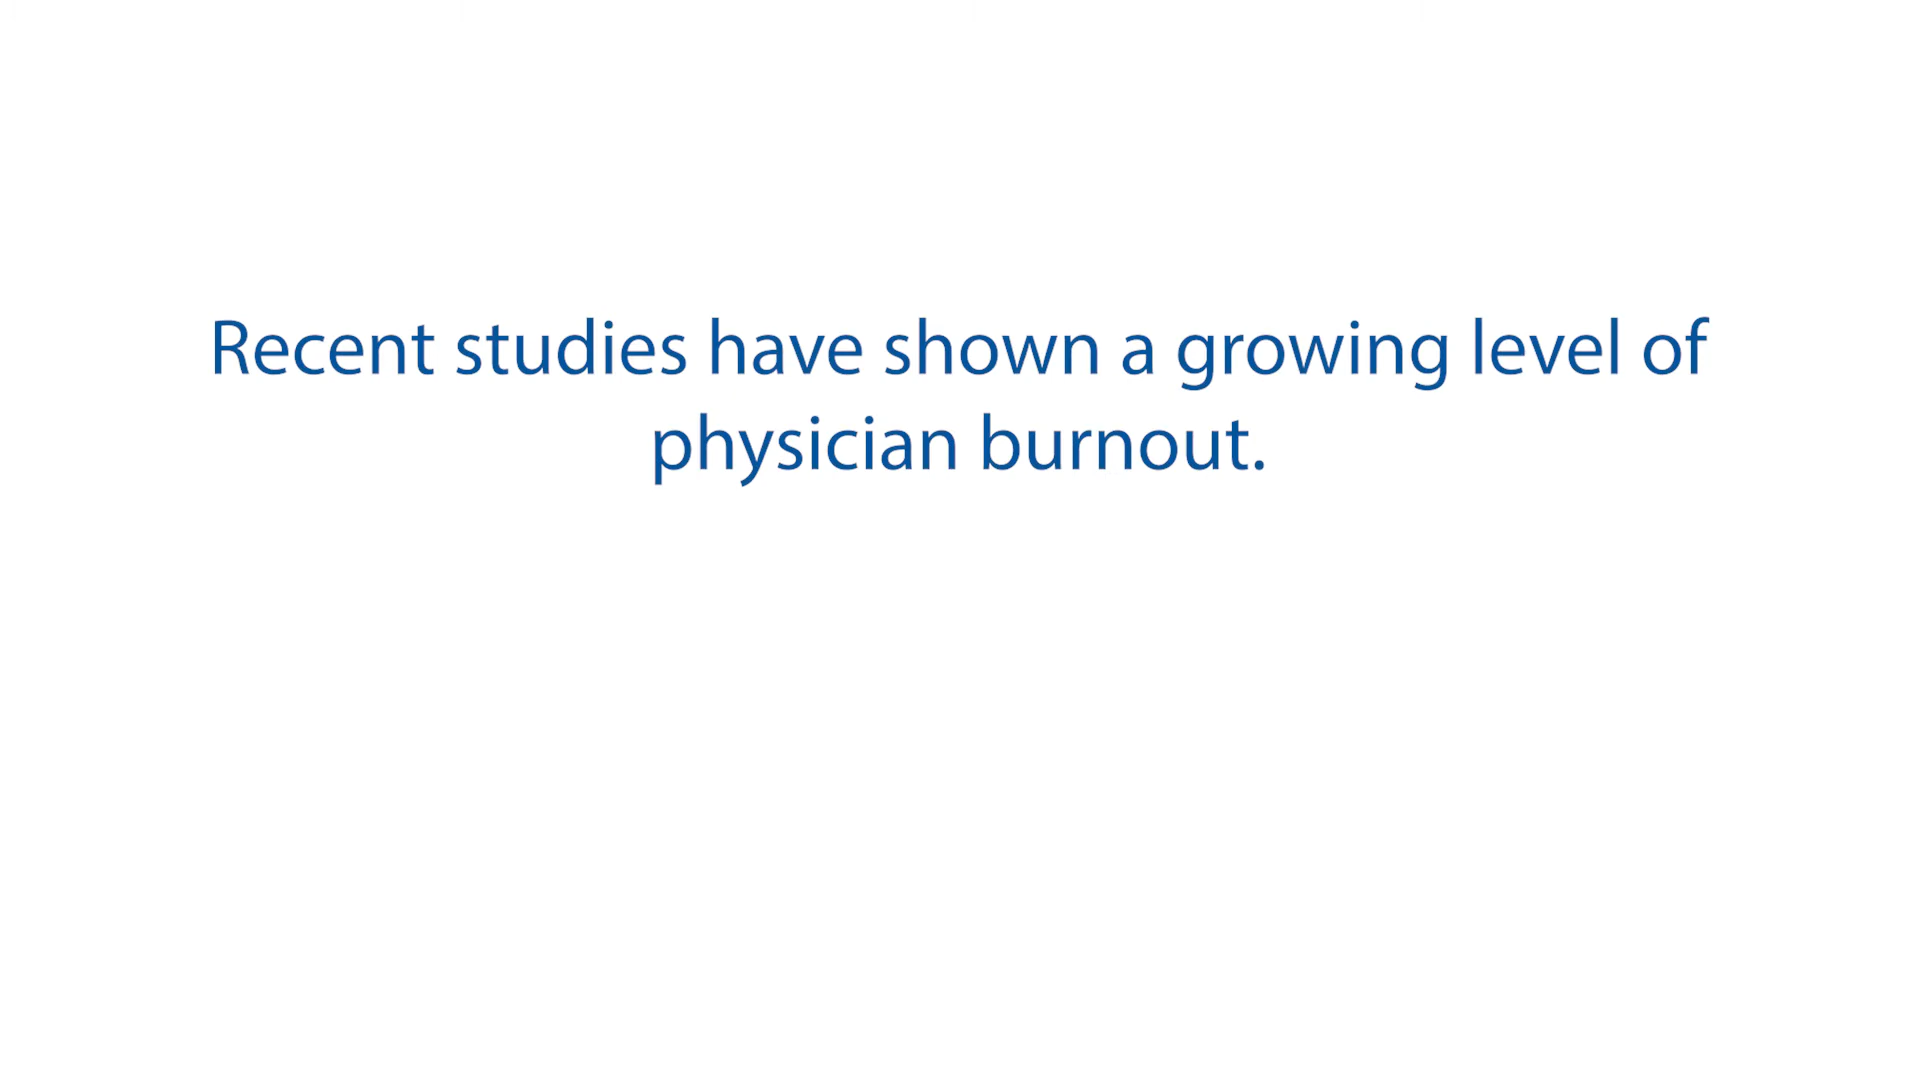 Recent studies have shown a growing level of
physician burnout.